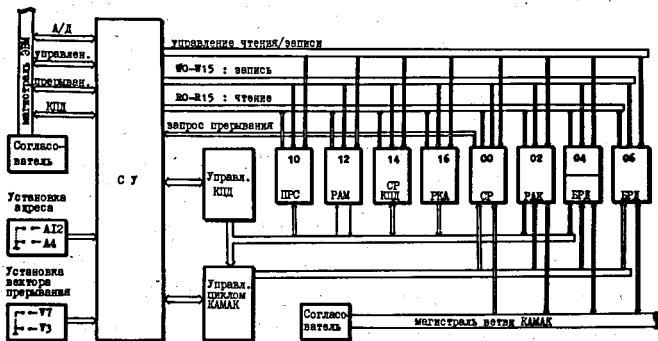 А/Д
управлен.
прерыван.
КПД
магистраль ЭВМ
Согласо-
ватель
Установка
адреса
А12
А4
Установка
вектора
прерывания
V7
V3
СУ
управление чтения/записи
W0-W15 : запись
R0-R15 : чтение
запрос прерывания
Управл.
КПД
Управл.
циклом
КАМАК
10
ПРС
12
РАМ
14
СР
КПД
16
РКА
00
СР
02
РАК
04
БРД
06
БРД
Согласо-
ватель
магистраль ветви КАМАК